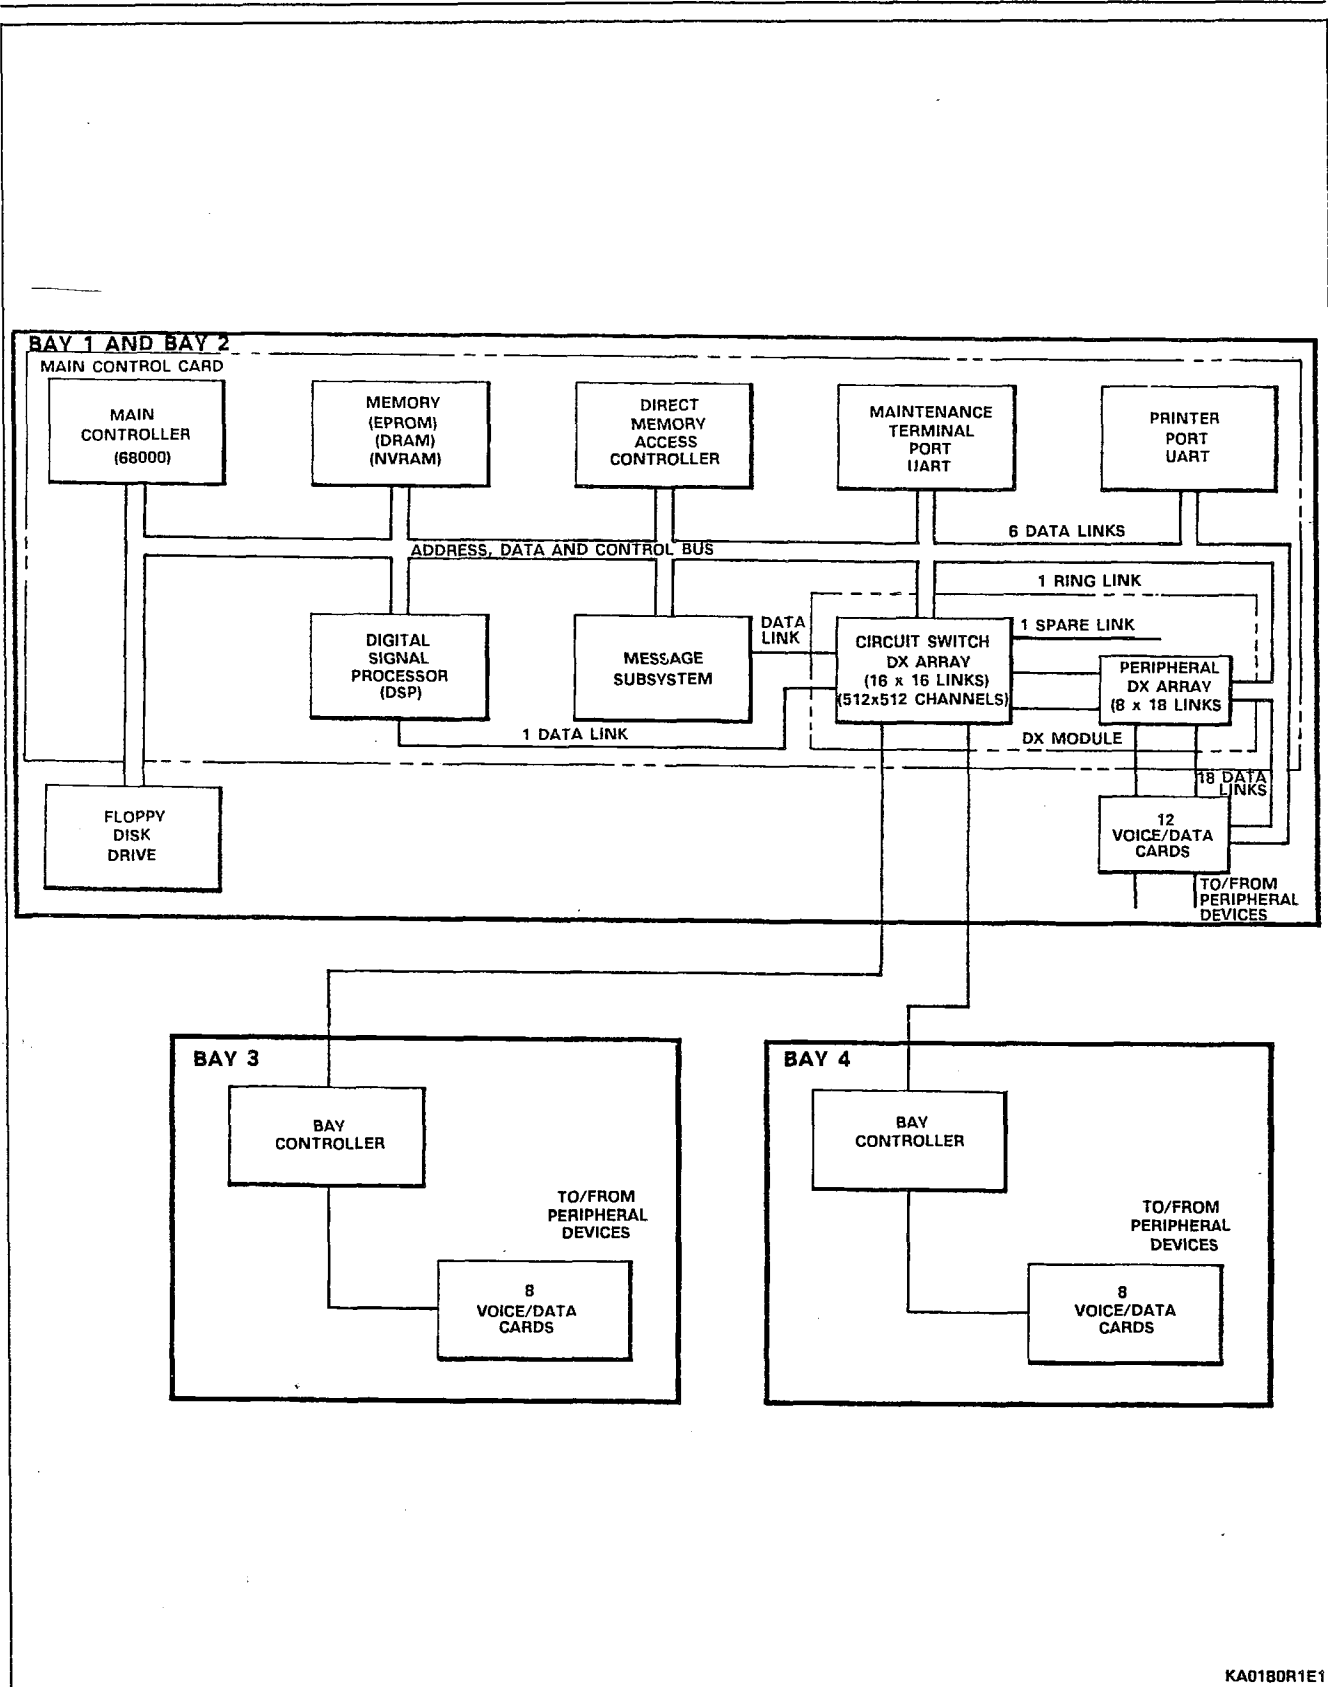 BAY 1 AND BAY 2
MAIN CONTROL CARD
MAIN
CONTROLLER
(68000)
MEMORY
(EPROM)
(DRAM)
(NVRAM)
DIRECT
MEMORY
ACCESS
CONTROLLER
MAINTENANCE
TERMINAL
PORT
UART
PRINTER
PORT
UART
6 DATA LINKS
ADDRESS, DATA AND CONTROL BUS
1 RING LINK
DIGITAL
SIGNAL
PROCESSOR
(DSP)
MESSAGE
SUBSYSTEM
DATA
LINK
CIRCUIT SWITCH
DX ARRAY
(16 x 16 LINKS)
(512x512 CHANNELS)
1 SPARE LINK
PERIPHERAL
DX ARRAY
(8 x 18 LINKS
1 DATA LINK
DX MODULE
18 DATA
LINKS
FLOPPY
DISK
DRIVE
12
VOICE/DATA
CARDS
TO/FROM
PERIPHERAL
DEVICES
BAY 3
BAY
CONTROLLER
TO/FROM
PERIPHERAL
DEVICES
8
VOICE/DATA
CARDS
BAY 4
BAY
CONTROLLER
TO/FROM
PERIPHERAL
DEVICES
8
VOICE/DATA
CARDS
KA0180R1E1